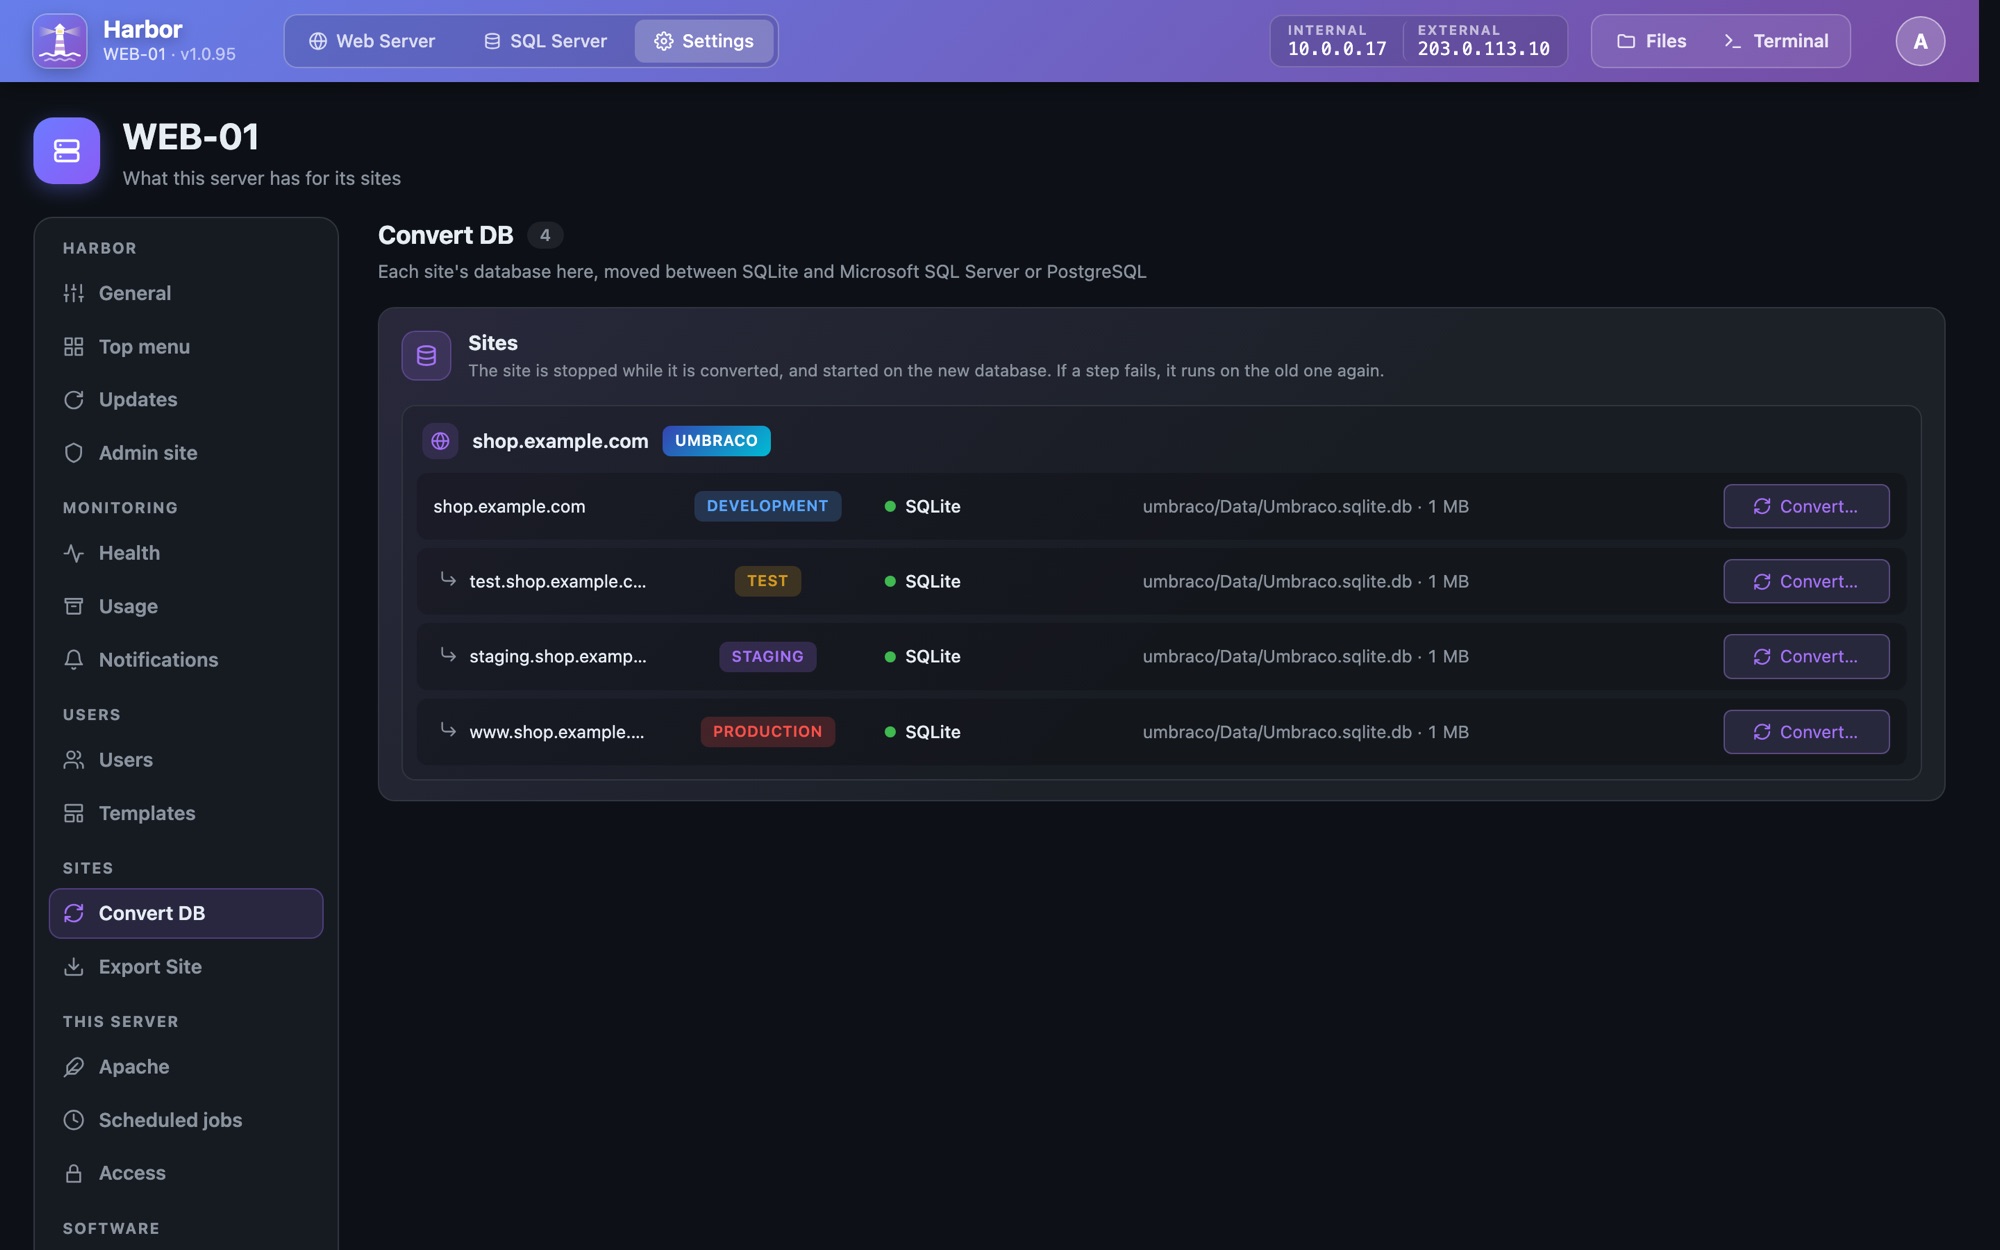 Harbor
WEB-01 · v1.0.95
Web Server
SQL Server
Settings
INTERNAL
10.0.0.17
EXTERNAL
203.0.113.10
Files
Terminal
A
WEB-01
What this server has for its sites
HARBOR
General
Top menu
Updates
Admin site
MONITORING
Health
Usage
Notifications
USERS
Users
Templates
SITES
Convert DB
Export Site
THIS SERVER
Apache
Scheduled jobs
Access
SOFTWARE
Convert DB 4
Each site's database here, moved between SQLite and Microsoft SQL Server or PostgreSQL
Sites
The site is stopped while it is converted, and started on the new database. If a step fails, it runs on the old one again.
shop.example.com UMBRACO
shop.example.com DEVELOPMENT SQLite umbraco/Data/Umbraco.sqlite.db · 1 MB Convert...
test.shop.example.c... TEST SQLite umbraco/Data/Umbraco.sqlite.db · 1 MB Convert...
staging.shop.examp... STAGING SQLite umbraco/Data/Umbraco.sqlite.db · 1 MB Convert...
www.shop.example.... PRODUCTION SQLite umbraco/Data/Umbraco.sqlite.db · 1 MB Convert...